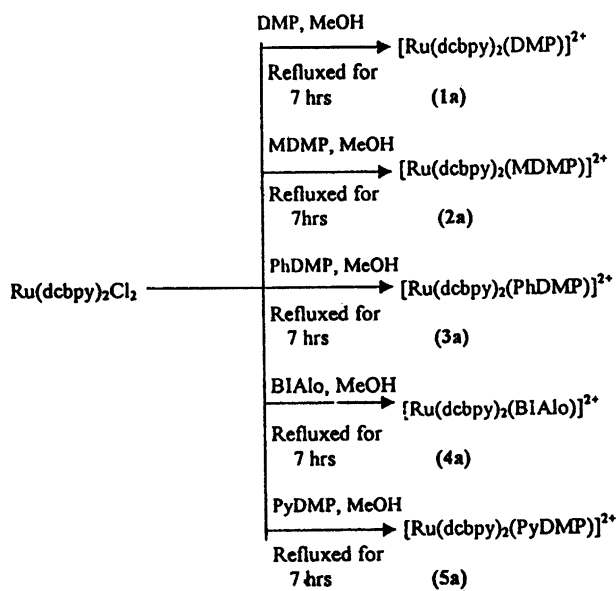 DMP, MeOH
[Ru(dcbpy)₂(DMP)]²⁺
Refluxed for
7 hrs
(1a)
MDMP, MeOH
[Ru(dcbpy)₂(MDMP)]²⁺
Refluxed for
7hrs
(2a)
PhDMP, MeOH
Ru(dcbpy)₂Cl₂
[Ru(dcbpy)₂(PhDMP)]²⁺
Refluxed for
7 hrs
(3a)
BIAlo, MeOH
[Ru(dcbpy)₂(BIAlo)]²⁺
Refluxed for
7 hrs
(4a)
PyDMP, MeOH
[Ru(dcbpy)₂(PyDMP)]²⁺
Refluxed for
7 hrs
(5a)